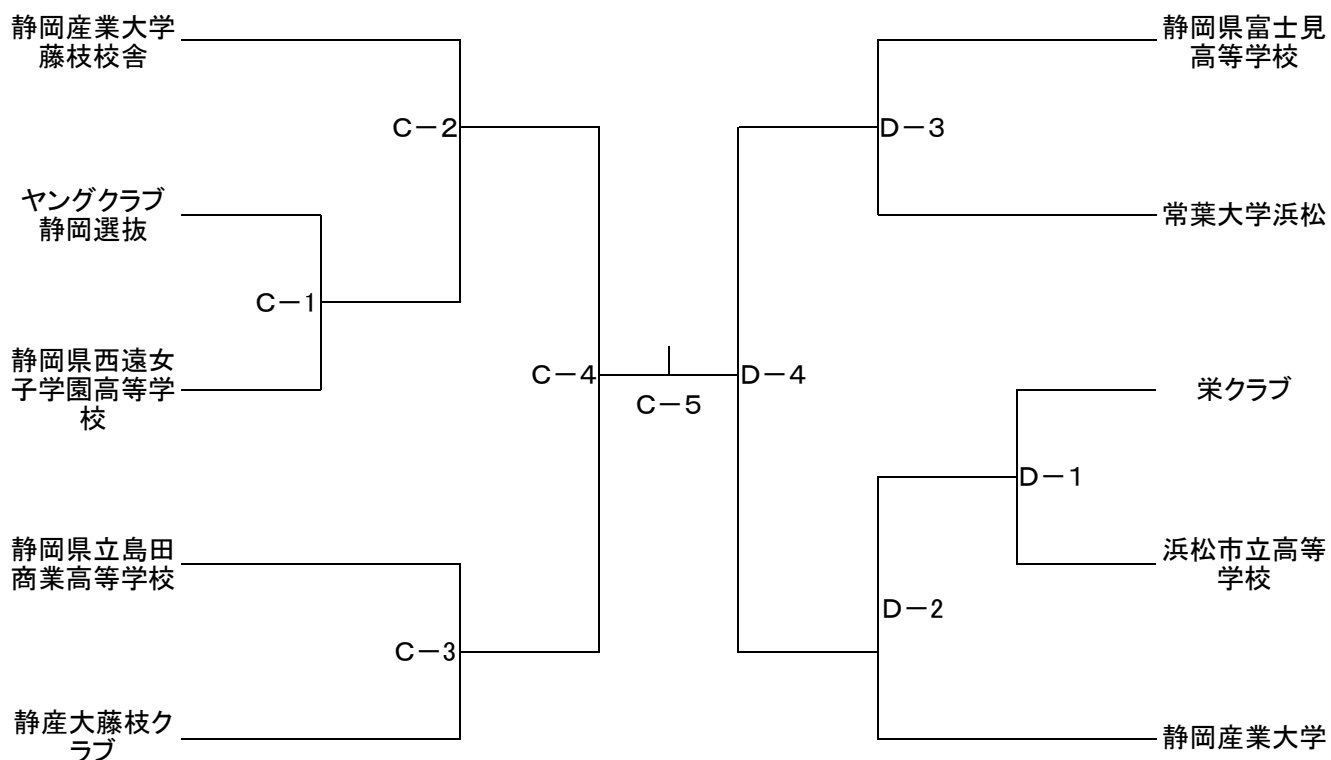 静岡産業大学
藤枝校舎
C－2
ヤングクラブ
静岡選抜
C－1
静岡県西遠女
子学園高等学
校
C－4
静岡県立島田
商業高等学校
C－3
静産大藤枝ク
ラブ
C－5
静岡県富士見
高等学校
D－3
常葉大学浜松
D－4
栄クラブ
D－1
浜松市立高等
学校
D－2
静岡産業大学